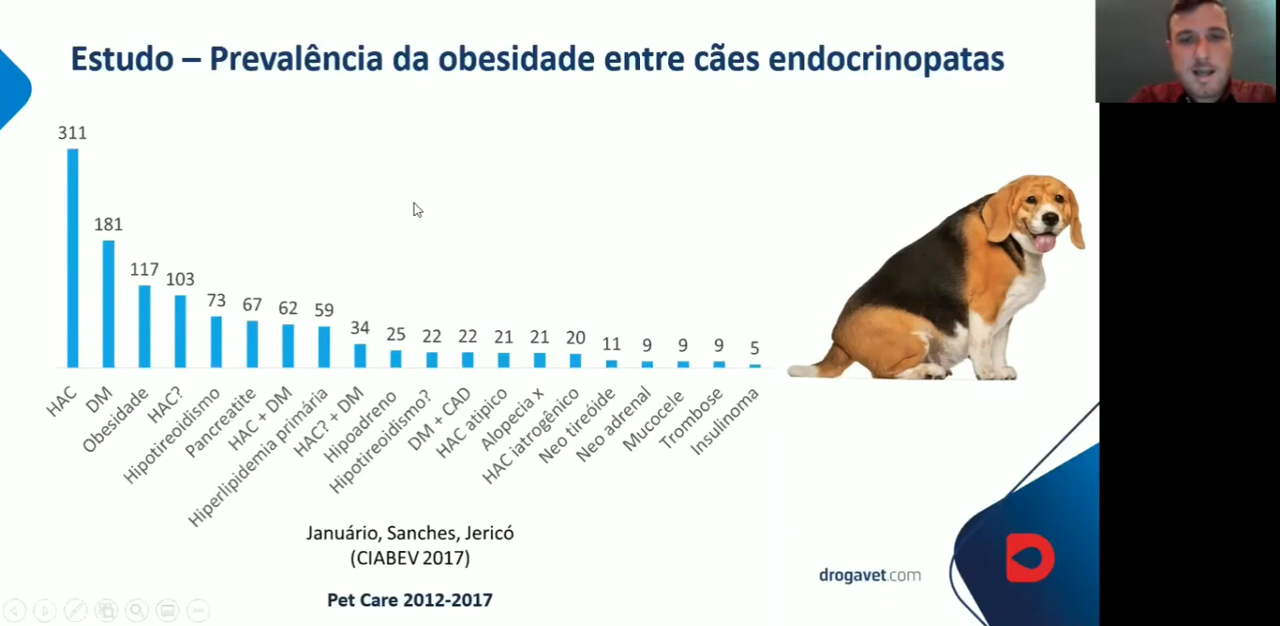 Estudo – Prevalência da obesidade entre cães endocrinopatas
311
181
117
103
73
67
62
59
34
25
22
22
21
21
20
11
9
9
9
5
HAC
DM
Obesidade
HAC?
Hipotireoidismo
Pancreatite
HAC + DM
Hiperlipidemia primária
HAC? + DM
Hipoadreno
Hipotireoidismo?
DM + CAD
HAC atipico
Alopecia x
HAC iatrogênico
Neo tireóide
Neo adrenal
Mucocele
Trombose
Insulinoma
Januário, Sanches, Jericó
(CIABEV 2017)
Pet Care 2012-2017
drogavet.com